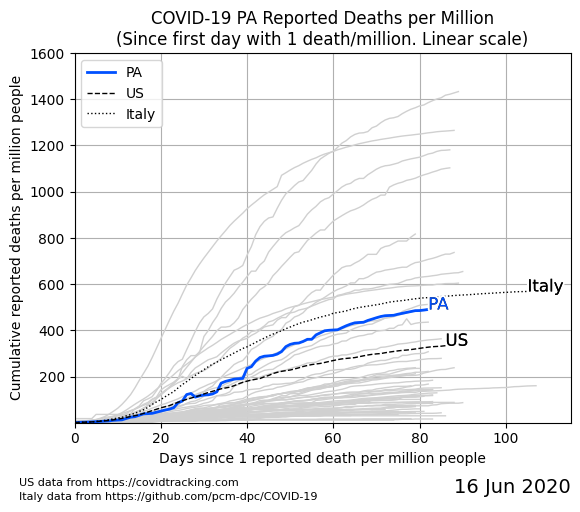 COVID-19 PA Reported Deaths per Million
(Since first day with 1 death/million. Linear scale)
Cumulative reported deaths per million people
1600
1400
1200
1000
800
600
400
200
PA
US
Italy
Italy
PA
US
0 20 40 60 80 100
Days since 1 reported death per million people
US data from https://covidtracking.com
Italy data from https://github.com/pcm-dpc/COVID-19
16 Jun 2020